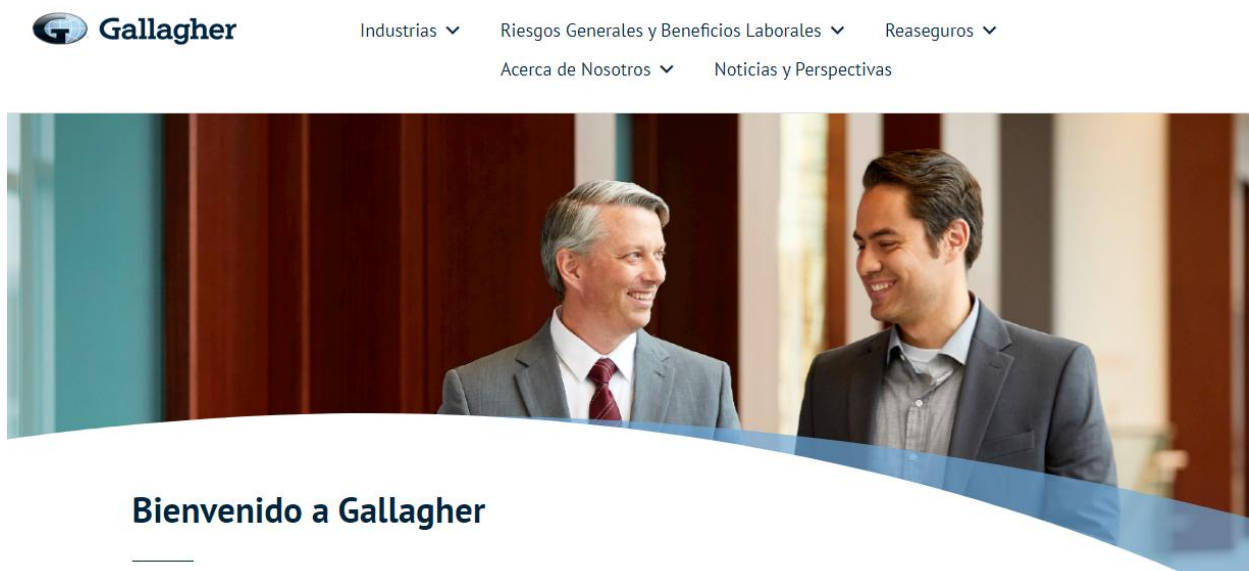 Gallagher
Industrias
Riesgos Generales y Beneficios Laborales
Reaseguros
Acerca de Nosotros
Noticias y Perspectivas
Bienvenido a Gallagher